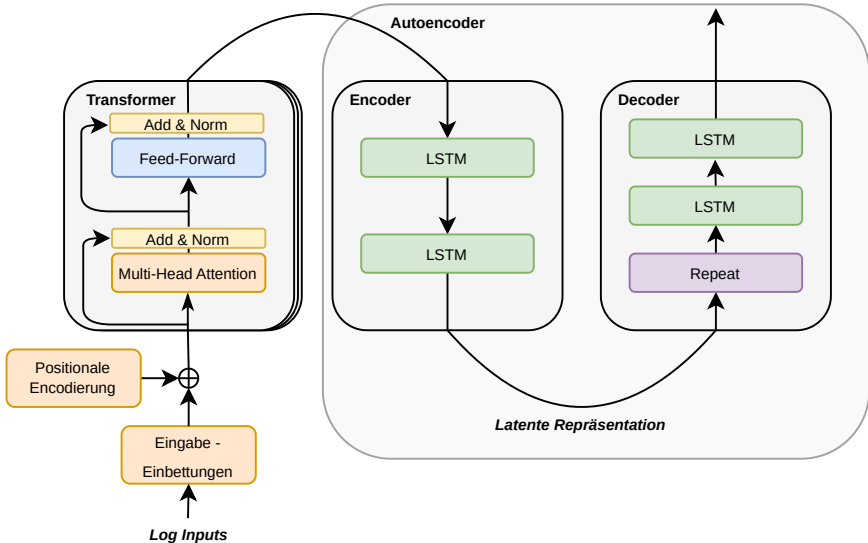 Autoencoder
Transformer
Add & Norm
Feed-Forward
Add & Norm
Multi-Head Attention
Positionale
Encodierung
Eingabe -
Einbettungen
Log Inputs
Encoder
LSTM
LSTM
Decoder
LSTM
LSTM
Repeat
Latente Repräsentation